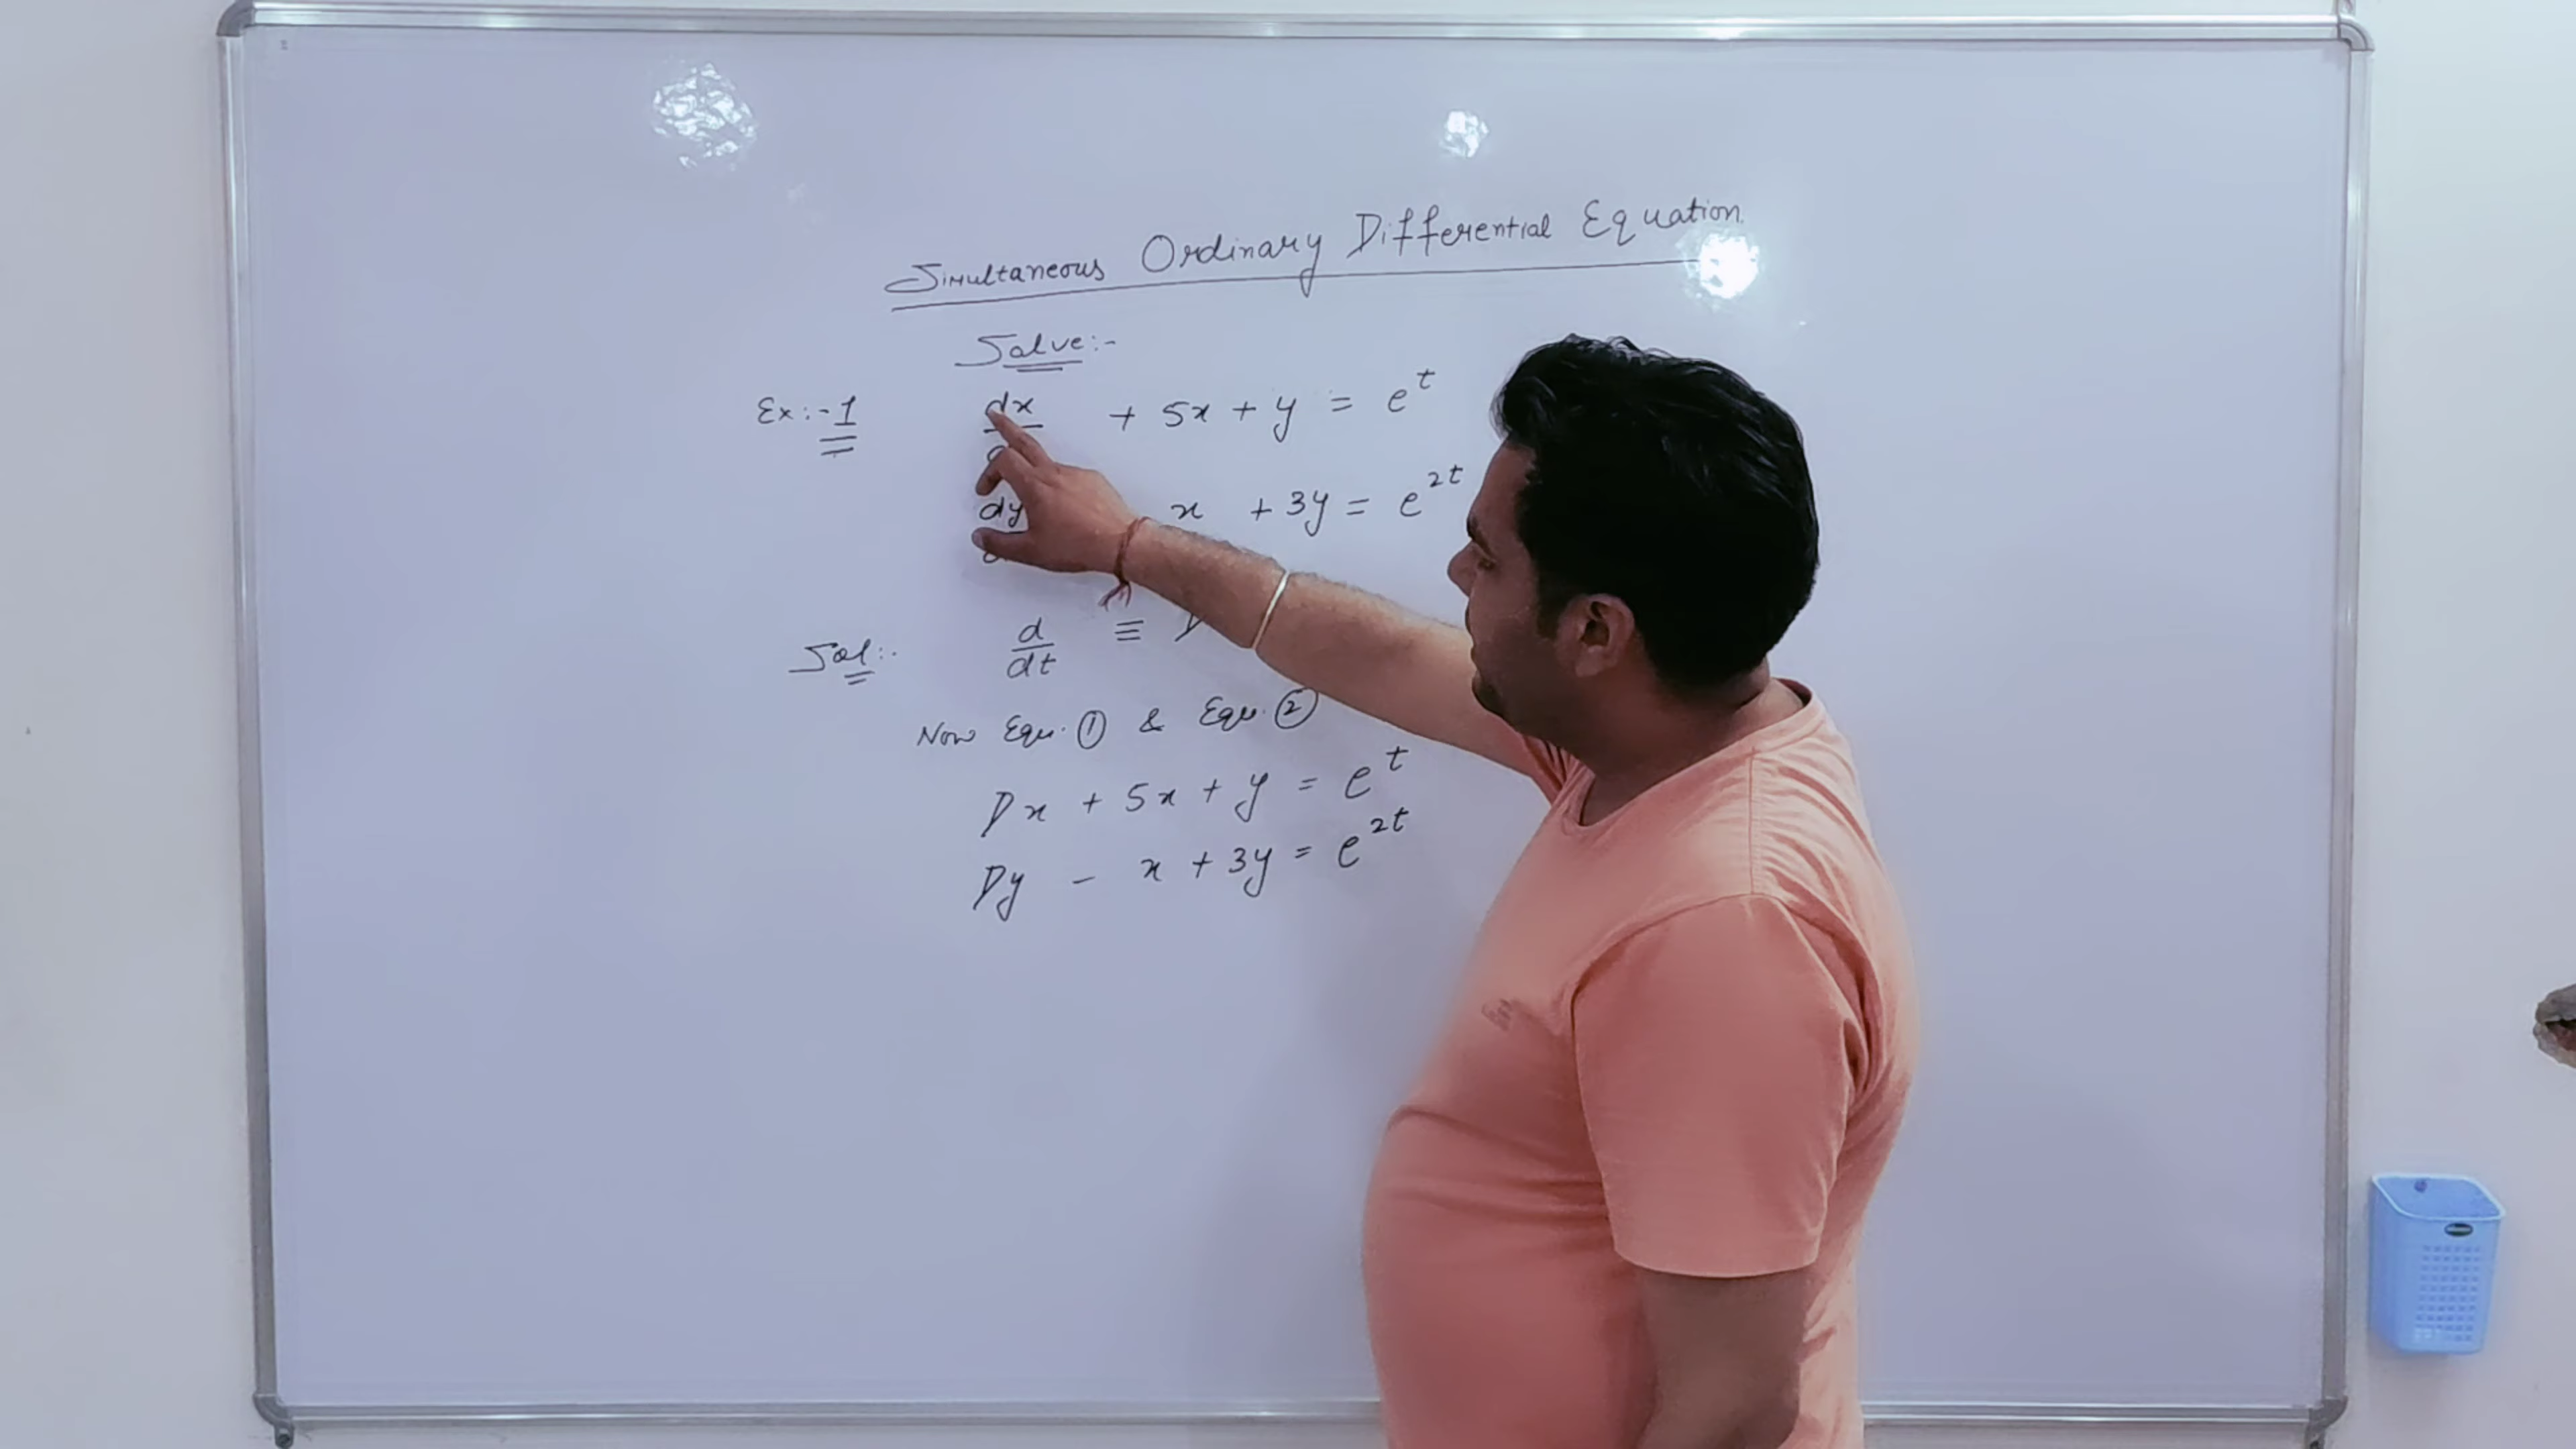 Simultaneous Ordinary Differential Equation.
Solve:-
Ex:-1 dx + 5x + y = e^t
dy x + 3y = e^2t
Sol:. d/dt ≡
Now Equ. ① & Equ. ②
Dx + 5x + y = e^t
Dy - x + 3y = e^2t